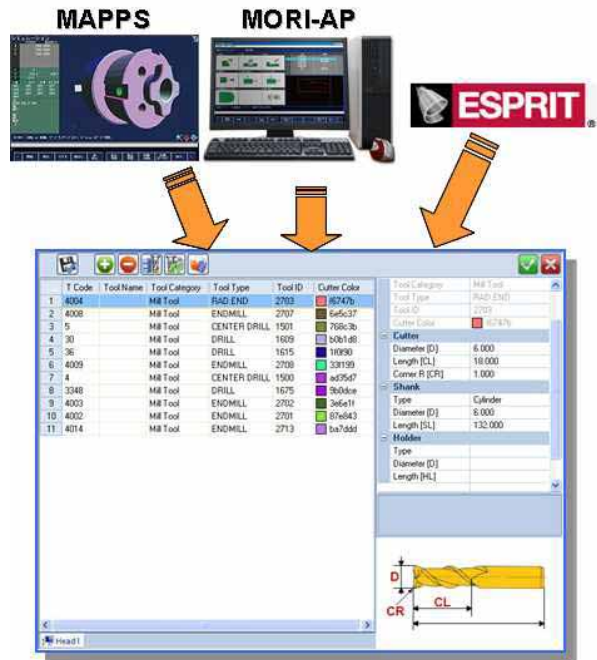 MAPPS
MORI-AP
ESPRIT ®
T Code Tool Name Tool Category Tool Type Tool ID Cutter Color
1 4004 Mill Tool RAD.END 2703 f6747b
2 4008 Mill Tool ENDMILL 2707 6e5c37
3 5 Mill Tool CENTER DRILL 1501 768c3b
4 30 Mill Tool DRILL 1609 b0b1d8
5 36 Mill Tool DRILL 1615 1f0f90
6 4009 Mill Tool ENDMILL 2708 33f199
7 4 Mill Tool CENTER DRILL 1500 ad35d7
8 3348 Mill Tool DRILL 1675 9b0dce
9 4003 Mill Tool ENDMILL 2702 3e6e1f
10 4002 Mill Tool ENDMILL 2701 87e843
11 4014 Mill Tool ENDMILL 2713 ba7ddd
Head1
Tool Category Mill Tool
Tool Type RAD.END
Tool ID 2703
Cutter Color f6747b
Cutter
Diameter [D] 6.000
Length [CL] 18.000
Corner R [CR] 1.000
Shank
Type Cylinder
Diameter [D] 6.000
Length [SL] 132.000
Holder
Type
Diameter [D]
Length [HL]
D
CR
CL